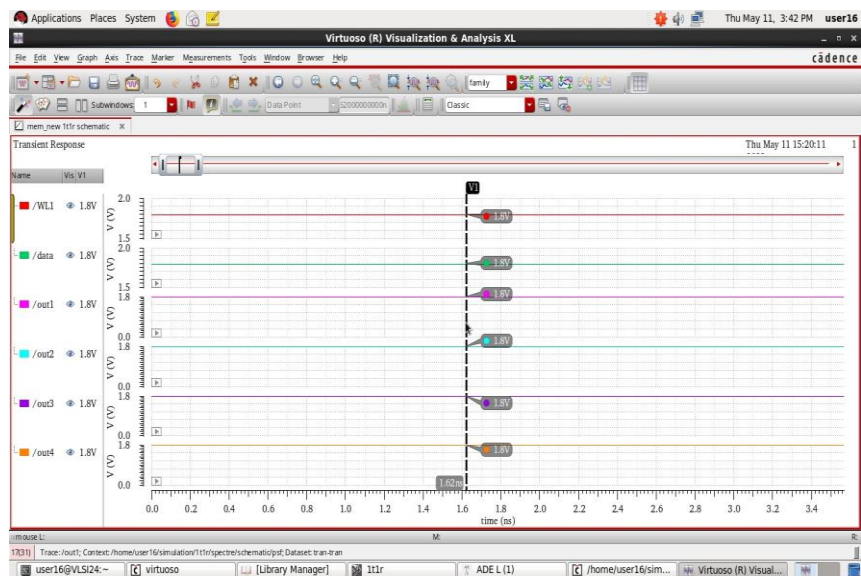 Applications Places System Thu May 11, 3:42 PM user16
Virtuoso (R) Visualization & Analysis XL
File Edit View Graph Axis Trace Marker Measurements Tools Window Browser Help cādence
family
Subwindows: 1 Data Point Classic
mem_new 1t1r schematic X
Transient Response Thu May 11 15:20:11 1
Name Vis V1
V1
/WL1 1.8V V (V) 2.0 1.5 1.8V
/data 1.8V V (V) 2.0 1.5 1.8V
/out1 1.8V V (V) 1.8 0.0 1.8V
/out2 1.8V V (V) 1.8 0.0 1.8V
/out3 1.8V V (V) 1.8 0.0 1.8V
/out4 1.8V V (V) 1.8 0.0 1.8V
1.62ns
0.0 0.2 0.4 0.6 0.8 1.0 1.2 1.4 1.6 1.8 2.0 2.2 2.4 2.6 2.8 3.0 3.2 3.4
time (ns)
mouse L: M: R:
17(31) Trace: /out1; Context: /home/user16/simulation/1t1r/spectre/schematic/psf; Dataset: tran-tran
user16@VLSI24:~ virtuoso [Library Manager] 1t1r ADE L (1) /home/user16/sim... Virtuoso (R) Visual...